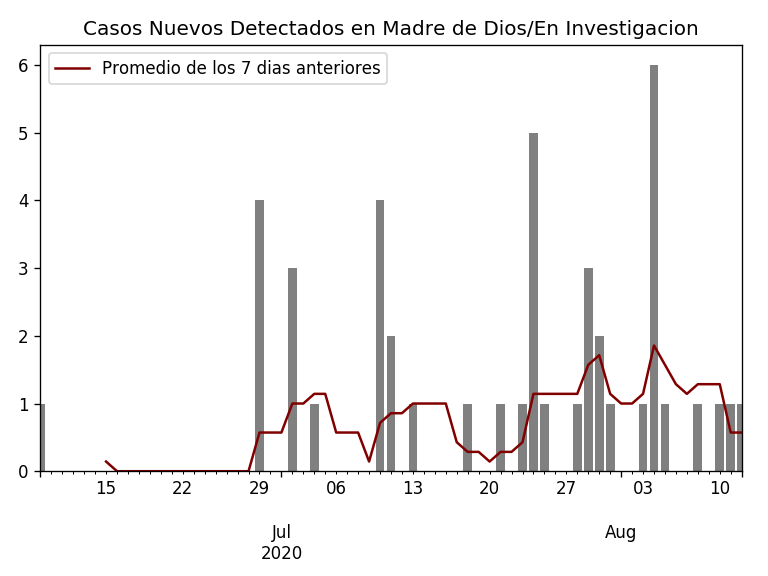 Casos Nuevos Detectados en Madre de Dios/En Investigacion
Promedio de los 7 dias anteriores
6
5
4
3
2
1
0
15 22 29 06 13 20 27 03 10
Jul Aug
2020